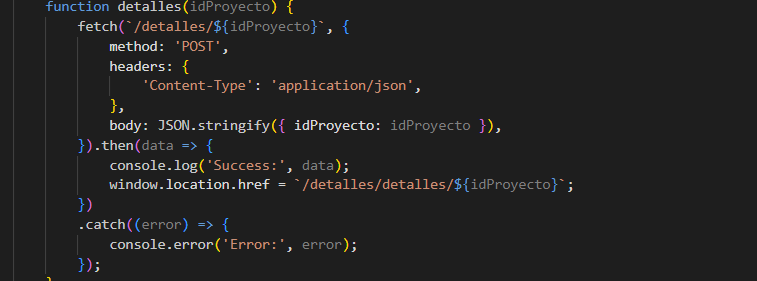 function detalles(idProyecto) {
    fetch(`/detalles/${idProyecto}`, {
        method: 'POST',
        headers: {
            'Content-Type': 'application/json',
        },
        body: JSON.stringify({ idProyecto: idProyecto }),
    }).then(data => {
        console.log('Success:', data);
        window.location.href = `/detalles/detalles/${idProyecto}`;
    })
    .catch((error) => {
        console.error('Error:', error);
    });
}